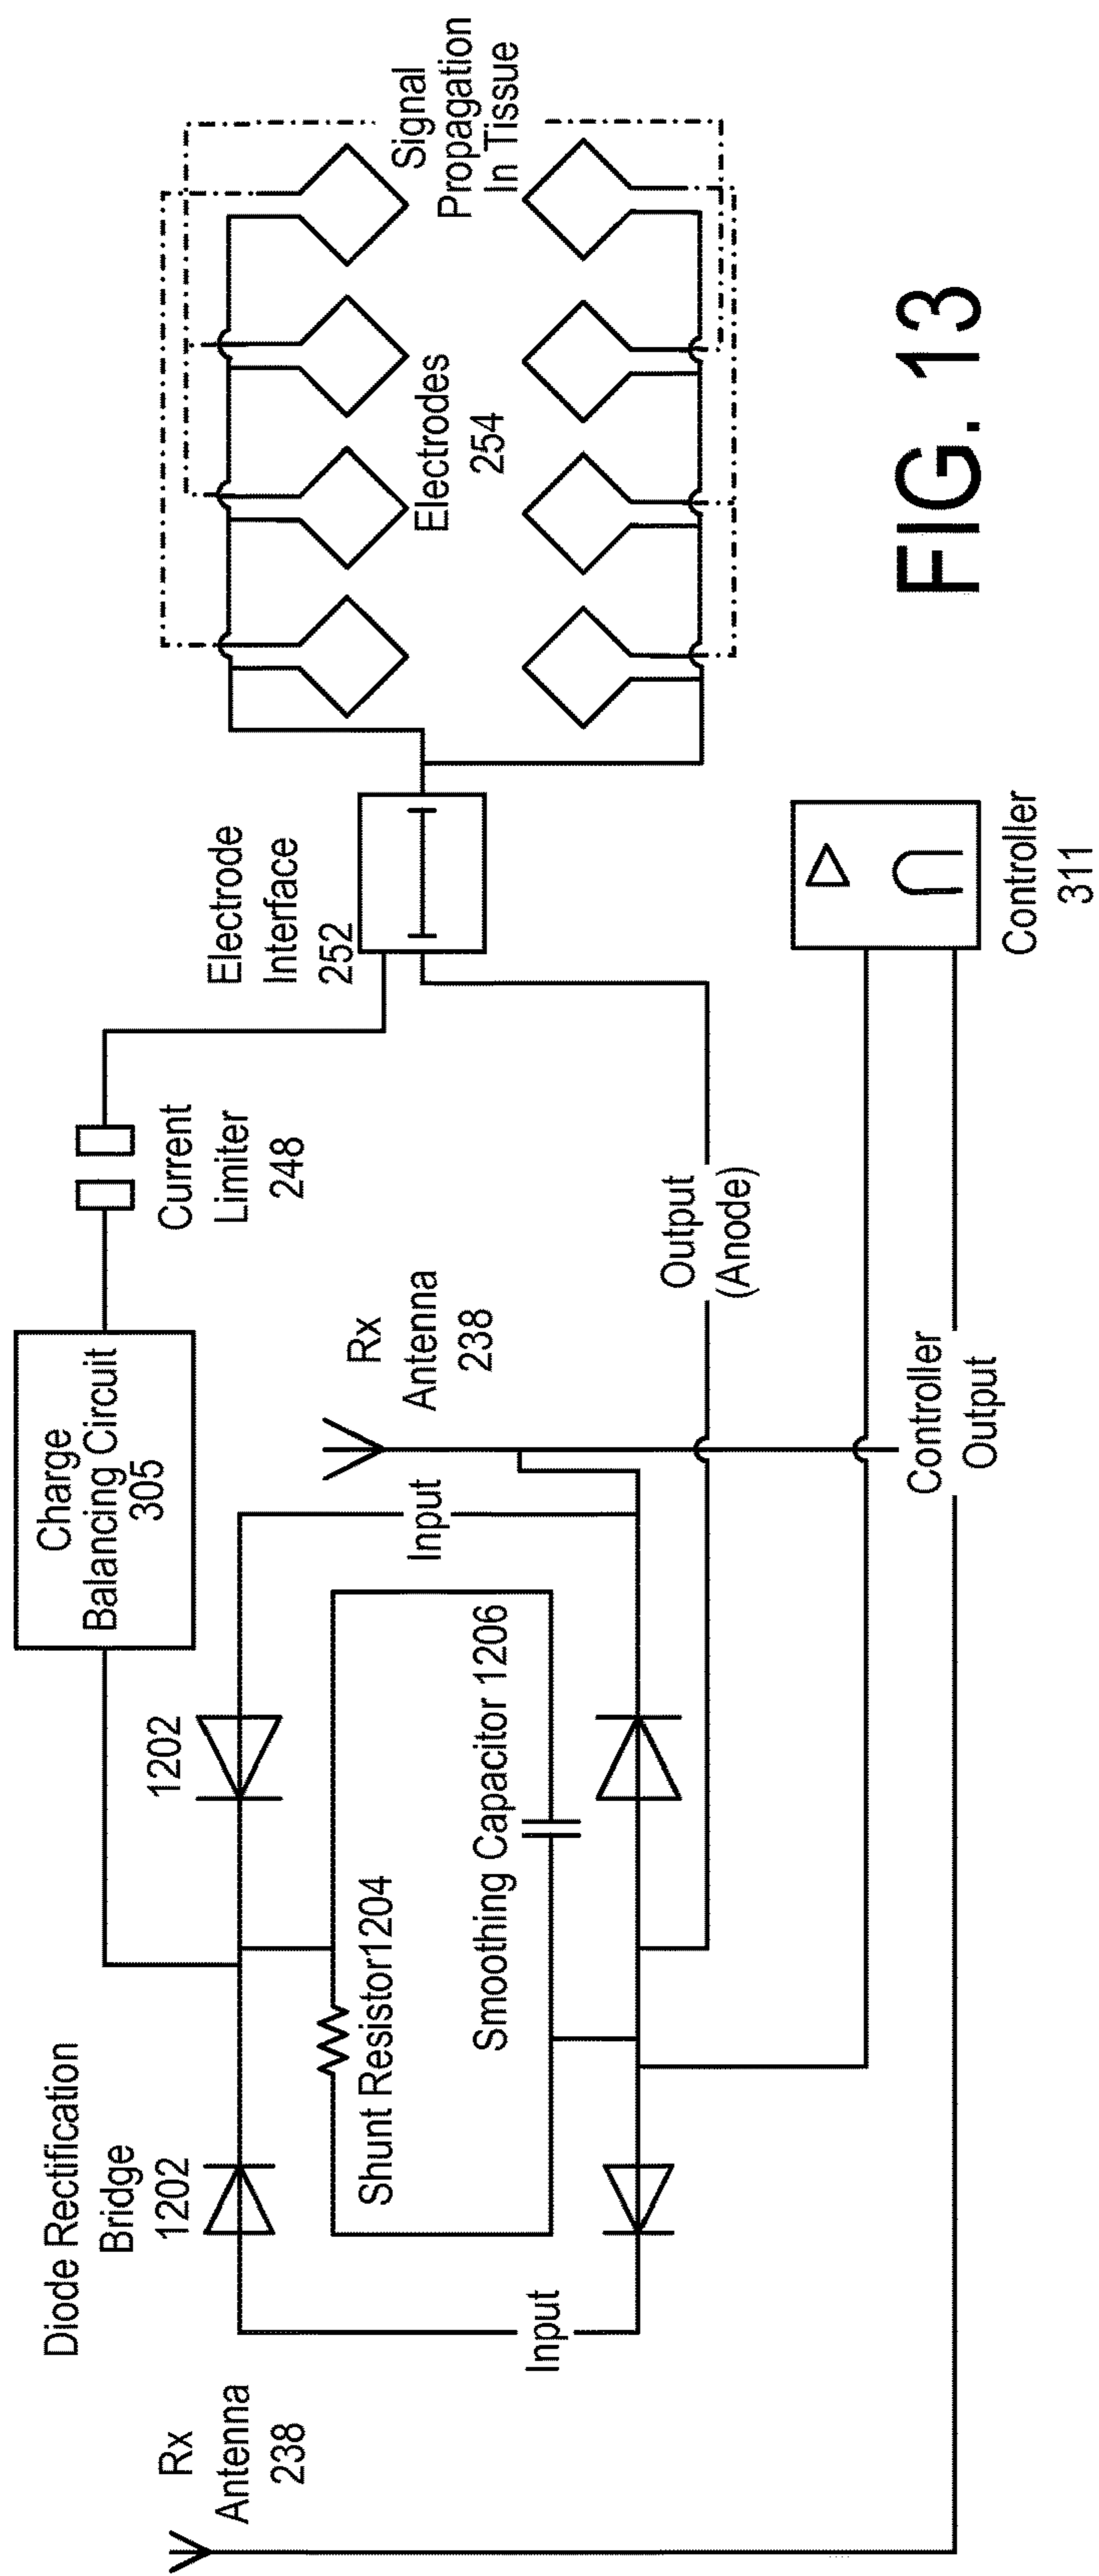 Rx
Antenna
238
Diode Rectification
Bridge
1202
Input
Shunt Resistor1204
Smoothing Capacitor 1206
1202
Charge
Balancing Circuit
305
Input
Rx
Antenna
238
Current
Limiter
248
Output
(Anode)
Controller
Output
Electrode
Interface
252
Controller
311
Electrodes
254
Signal
Propagation
In Tissue
FIG. 13